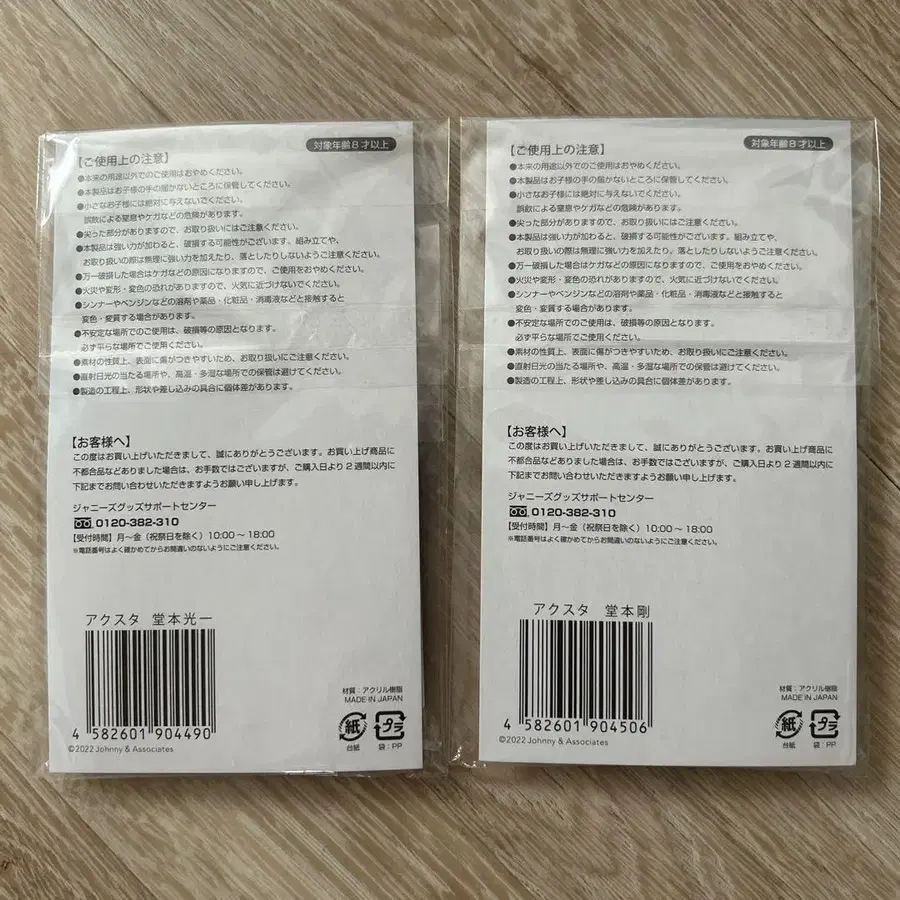 対象年齢8才以上
【ご使用上の注意】
●本来の用途以外でのご使用はおやめください。
●本製品はお子様の手の届かないところに保管してください。
●小さなお子様には絶対に与えないでください。
誤飲による窒息やケガなどの危険があります。
●尖った部分がありますので、お取り扱いにはご注意ください。
●本製品は強い力が加わると、破損する可能性がございます。組み立てや、
お取り扱いの際は無理に強い力を加えたり、落としたりしないようご注意ください。
●万一破損した場合はケガなどの原因になりますので、ご使用をおやめください。
●火災や変形・変色の恐れがありますので、火気に近づけないでください。
●シンナーやベンジンなどの溶剤や薬品・化粧品・消毒液などと接触すると
変色・変質する場合があります。
●不安定な場所でのご使用は、破損等の原因となります。
必ず平らな場所でご使用ください。
●素材の性質上、表面に傷がつきやすいため、お取り扱いにご注意ください。
●直射日光の当たる場所や、高温・多湿な場所での保管は避けてください。
●製造の工程上、形状や差し込みの具合に個体差があります。
【お客様へ】
この度はお買い上げいただきまして、誠にありがとうございます。お買い上げ商品に
不都合品などありました場合は、お手数ではございますが、ご購入日より2週間以内に
下記までお問い合わせいただきますようお願い申し上げます。
ジャニーズグッズサポートセンター
0120-382-310
【受付時間】月〜金（祝祭日を除く）10:00〜18:00
※電話番号はよく確かめてからお間違いのないようにご注意ください。
アクスタ 堂本光一
4 582601 904490
©2022 Johnny & Associates
材質：アクリル樹脂
MADE IN JAPAN
紙 プラ
台紙 袋：PP
対象年齢8才以上
【ご使用上の注意】
●本来の用途以外でのご使用はおやめください。
●本製品はお子様の手の届かないところに保管してください。
●小さなお子様には絶対に与えないでください。
誤飲による窒息やケガなどの危険があります。
●尖った部分がありますので、お取り扱いにはご注意ください。
●本製品は強い力が加わると、破損する可能性がございます。組み立てや、
お取り扱いの際は無理に強い力を加えたり、落としたりしないようご注意ください。
●万一破損した場合はケガなどの原因になりますので、ご使用をおやめください。
●火災や変形・変色の恐れがありますので、火気に近づけないでください。
●シンナーやベンジンなどの溶剤や薬品・化粧品・消毒液などと接触すると
変色・変質する場合があります。
●不安定な場所でのご使用は、破損等の原因となります。
必ず平らな場所でご使用ください。
●素材の性質上、表面に傷がつきやすいため、お取り扱いにご注意ください。
●直射日光の当たる場所や、高温・多湿な場所での保管は避けてください。
●製造の工程上、形状や差し込みの具合に個体差があります。
【お客様へ】
この度はお買い上げいただきまして、誠にありがとうございます。お買い上げ商品に
不都合品などありました場合は、お手数ではございますが、ご購入日より2週間以内に
下記までお問い合わせいただきますようお願い申し上げます。
ジャニーズグッズサポートセンター
0120-382-310
【受付時間】月〜金（祝祭日を除く）10:00〜18:00
※電話番号はよく確かめてからお間違いのないようにご注意ください。
アクスタ 堂本剛
4 582601 904506
©2022 Johnny & Associates
材質：アクリル樹脂
MADE IN JAPAN
紙 プラ
台紙 袋：PP